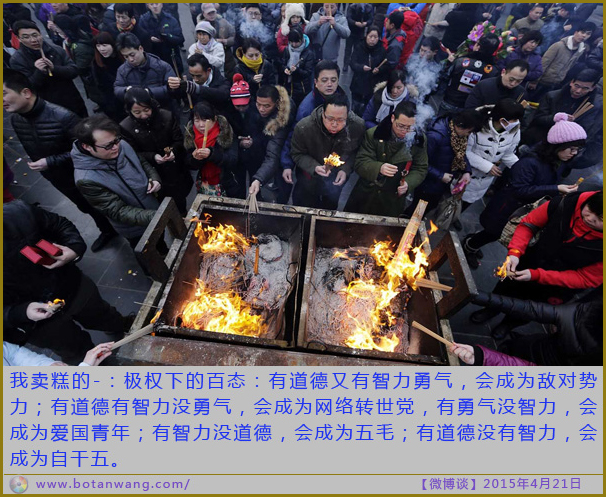 我卖糕的-：极权下的百态：有道德又有智力勇气，会成为敌对势
力；有道德有智力没勇气，会成为网络转世党，有勇气没智力，会
成为爱国青年；有智力没道德，会成为五毛；有道德没有智力，会
成为自干五。
www.botanwang.com/ 【微博谈】2015年4月21日